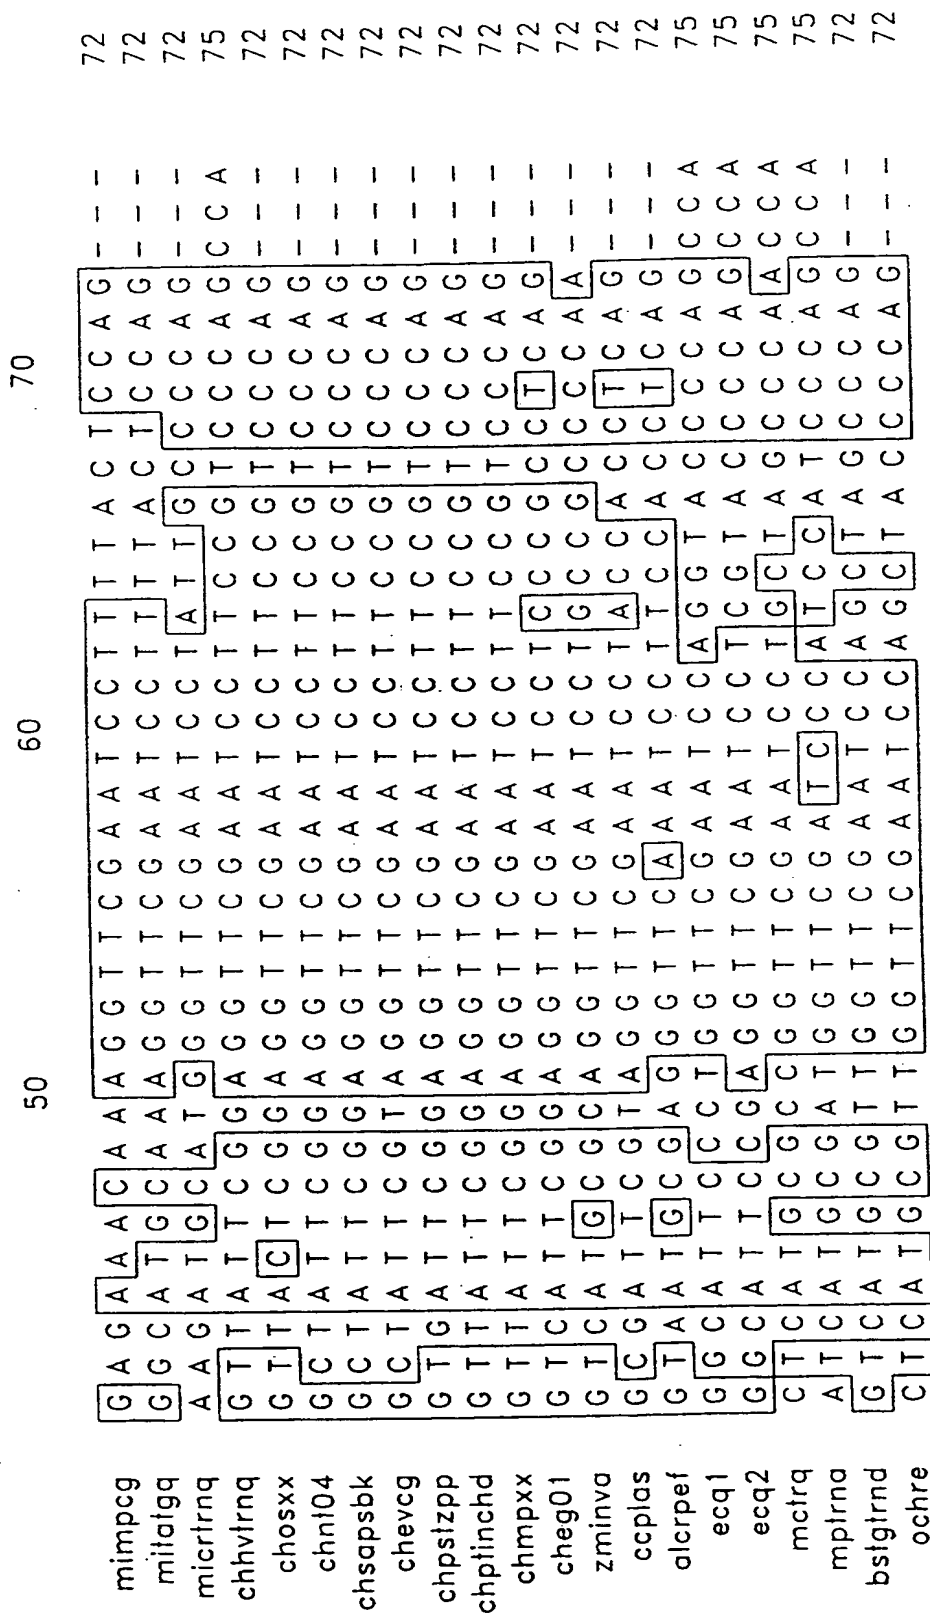 50 60 70
mimpcg G A G A A A C A A A G G T T C G A A T C C T T T T A C T C C A G - - - 72
mitatgq G G C A T G C A A A G G T T C G A A T C C T T T T A C T C C A G - - - 72
micrtrnq A A G A T G C A T G G G T T C G A A T C C T A T T G C C C C A G - - - 72
chhvtrnq G T T A T T C G G A G G T T C G A A T C C T T C C G T C C C A G C C A 75
chosxx G T T A C T C G G A G G T T C G A A T C C T T C C G T C C C A G - - - 72
chnt04 G C T A T T C G G A G G T T C G A A T C C T T C C G T C C C A G - - - 72
chsapsbk G C T A T T C G G A G G T T C G A A T C C T T C C G T C C C A G - - - 72
chevcg G C T A T T C G T A G G T T C G A A T C C T T C C G T C C C A G - - - 72
chpstzpp G T G A T T C G G A G G T T C G A A T C C T T C C G T C C C A G - - - 72
chptinchd G T T A T T C G G A G G T T C G A A T C C T T C C G T C C C A G - - - 72
chmpxx G T T A T T C G G A G G T T C G A A T C C T T C C G T C C C A G - - - 72
cheg01 G T C A T T C G G A G G T T C G A A T C C T C C C G C C T C A G - - - 72
zminva G T C A T G C G C A G G T T C G A A T C C T G C C G C C C C A A - - - 72
ccplas G C G A T T C G T A G G T T C G A A T C C T A C C A C C T C A G - - - 72
alcrpef G T A A T G C G A G G G T T C A A A T C C T T C C A C C T C A G - - - 72
ecq1 G G C A T T C C C T G G T T C G A A T C C A G G T A C C C C A G C C A 75
ecq2 G G C A T T C C G A G G T T C G A A T C C T C G T A C C C C A G C C A 75
mctrq C T C A T G C G C C G G T T C G A A T C C T G C T A G C C C A A C C A 75
mptrna A T C A T G C G A T G G T T C G A T C C C A T C C A T C C C A G C C A 75
bstgtrnd G T C A T G C G T T G G T T C G A A T C C A G C T A G C C C A G - - - 72
ochre C T C A T G C G T T G G T T C G A A T C C A G C T A C C C C A G - - - 72